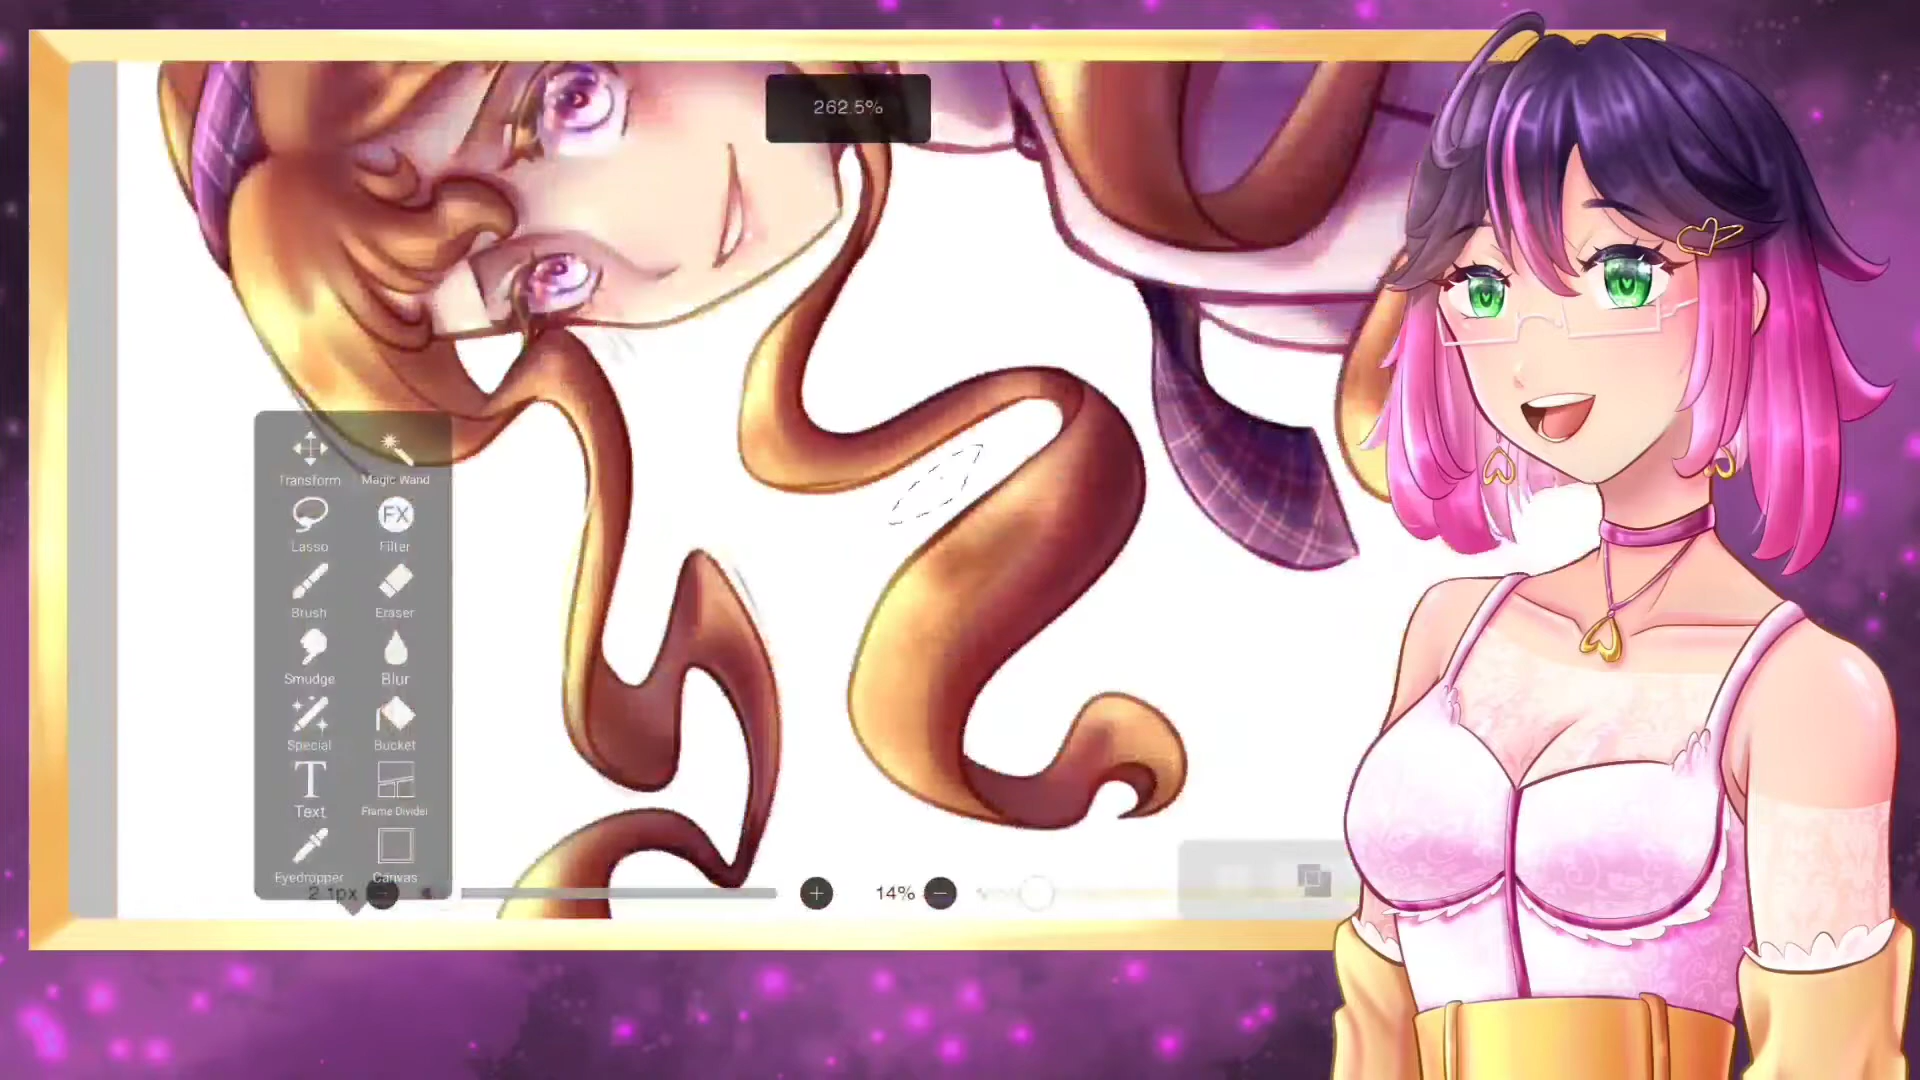 262.5%
Transform Magic Wand
Lasso Filter
FX
Brush Eraser
Smudge Blur
Special Bucket
T
Text Frame Divider
Eyedropper Canvas
2.1px
14%